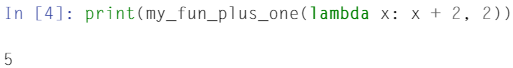 In [4]: print(my_fun_plus_one(lambda x: x + 2, 2))
5